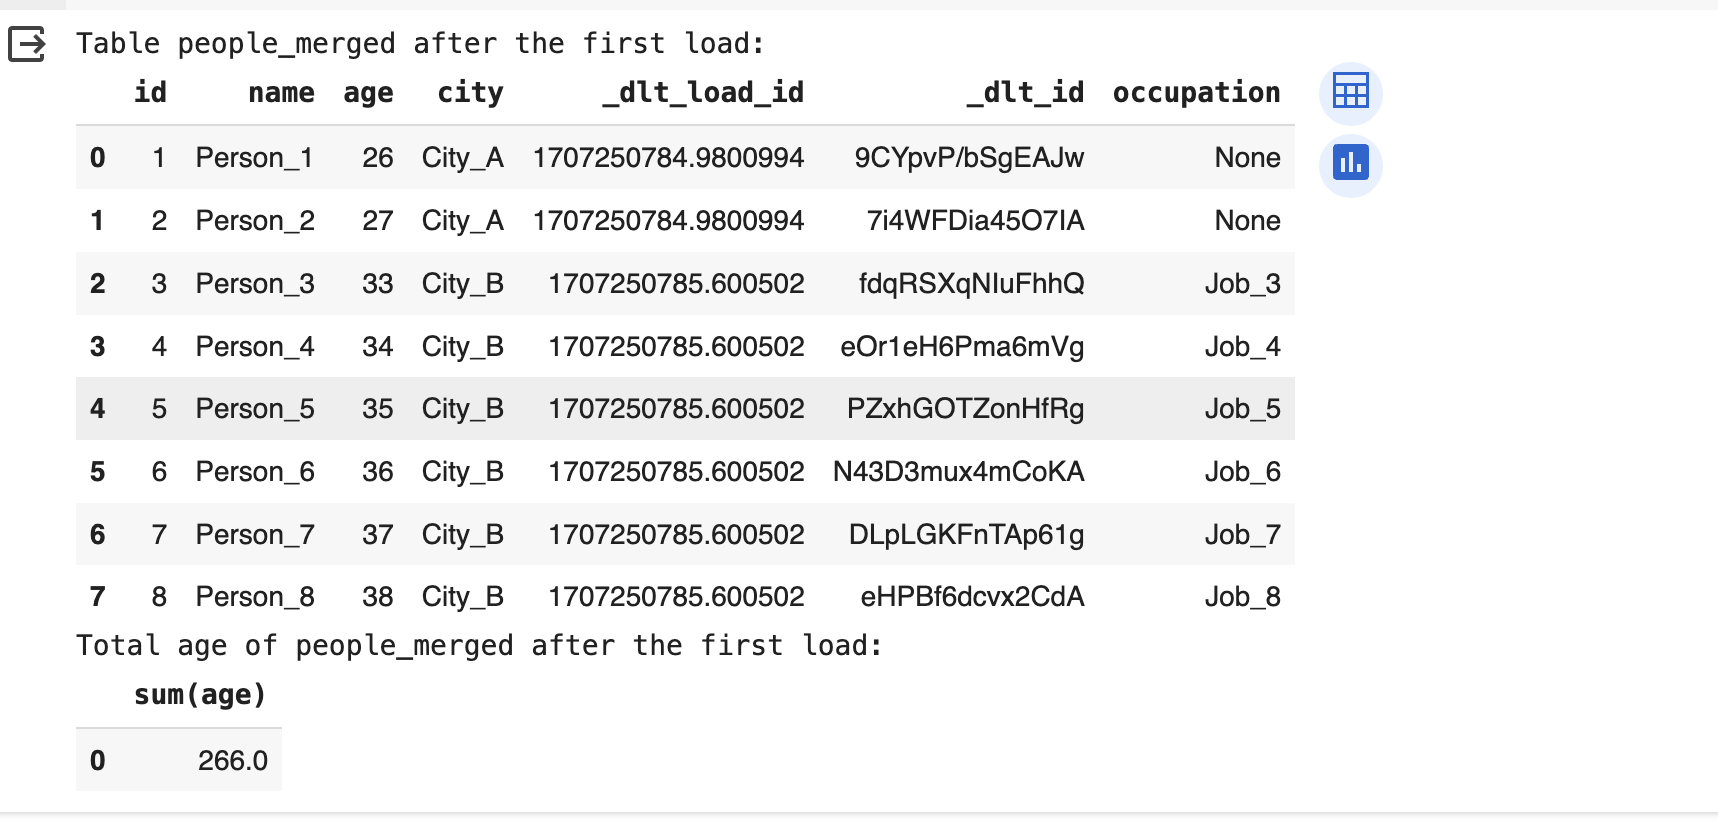 Table people_merged after the first load:
id name age city _dlt_load_id _dlt_id occupation
0 1 Person_1 26 City_A 1707250784.9800994 9CYpvP/bSgEAJw None
1 2 Person_2 27 City_A 1707250784.9800994 7i4WFDia45O7IA None
2 3 Person_3 33 City_B 1707250785.600502 fdqRSXqNIuFhhQ Job_3
3 4 Person_4 34 City_B 1707250785.600502 eOr1eH6Pma6mVg Job_4
4 5 Person_5 35 City_B 1707250785.600502 PZxhGOTZonHfRg Job_5
5 6 Person_6 36 City_B 1707250785.600502 N43D3mux4mCoKA Job_6
6 7 Person_7 37 City_B 1707250785.600502 DLpLGKFnTAp61g Job_7
7 8 Person_8 38 City_B 1707250785.600502 eHPBf6dcvx2CdA Job_8
Total age of people_merged after the first load:
sum(age)
0 266.0